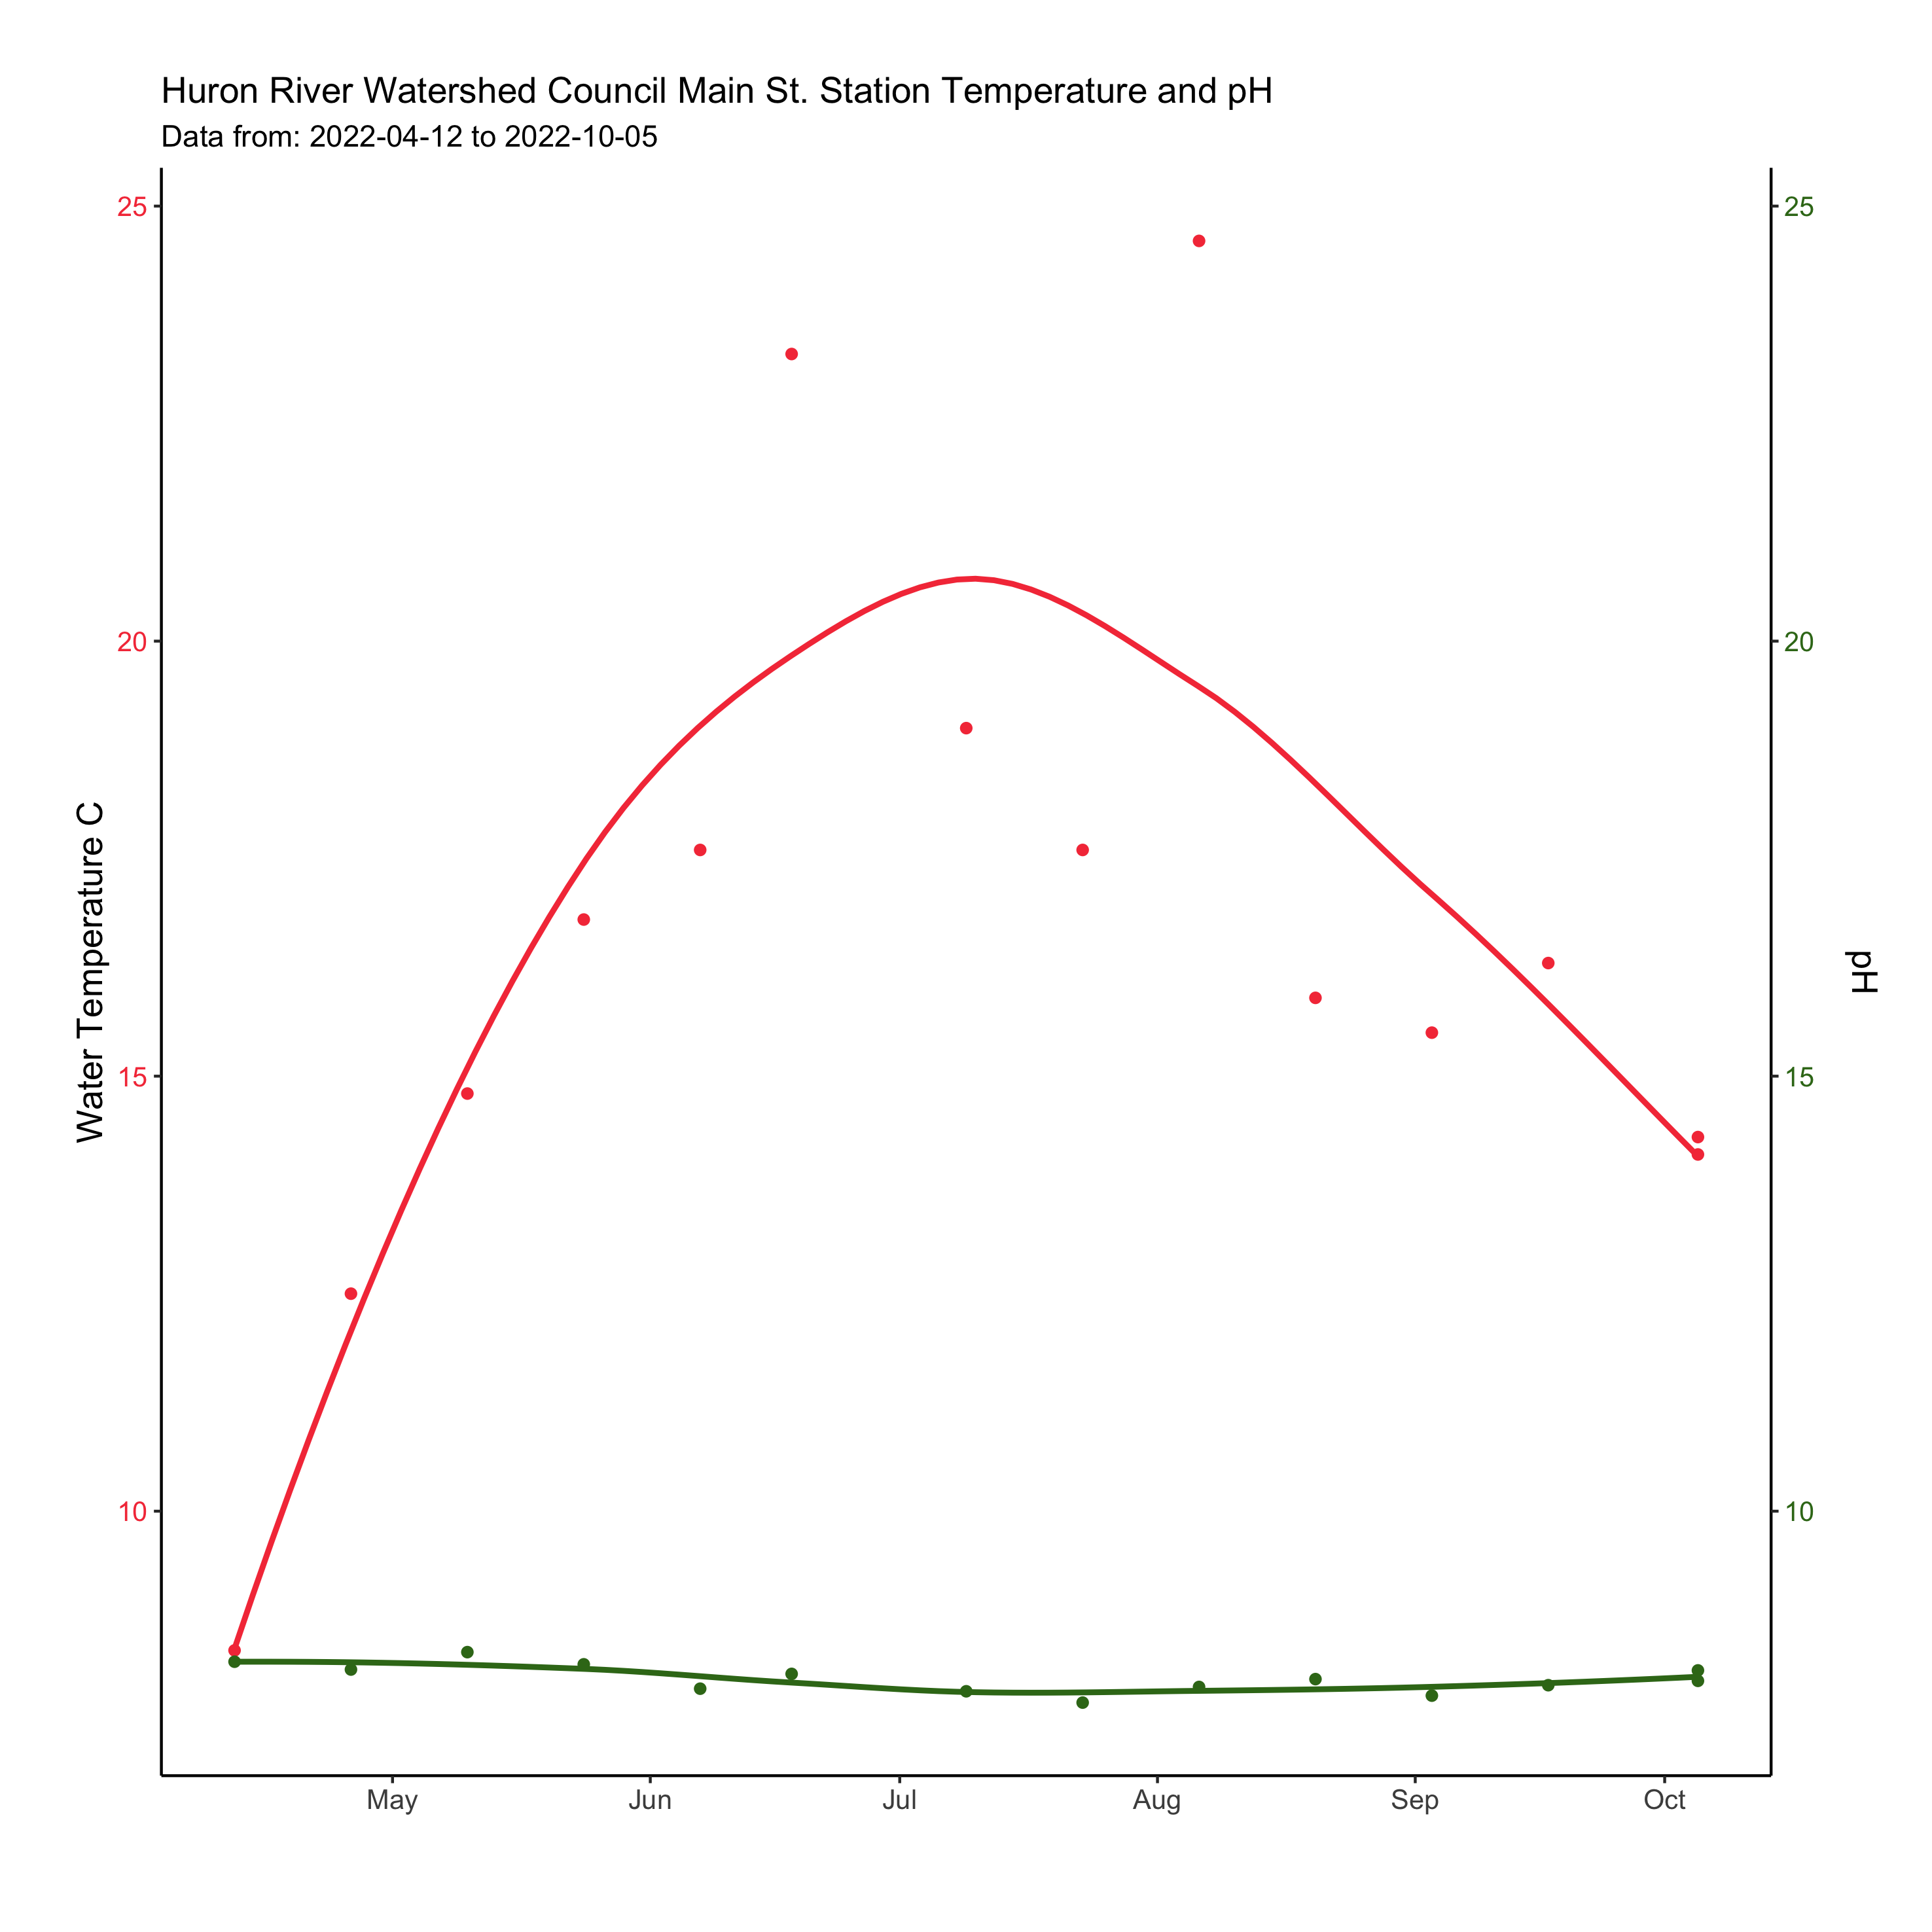 Huron River Watershed Council Main St. Station Temperature and pH
Data from: 2022-04-12 to 2022-10-05
25
20
15
10
Water Temperature C
25
20
15
10
pH
May Jun Jul Aug Sep Oct